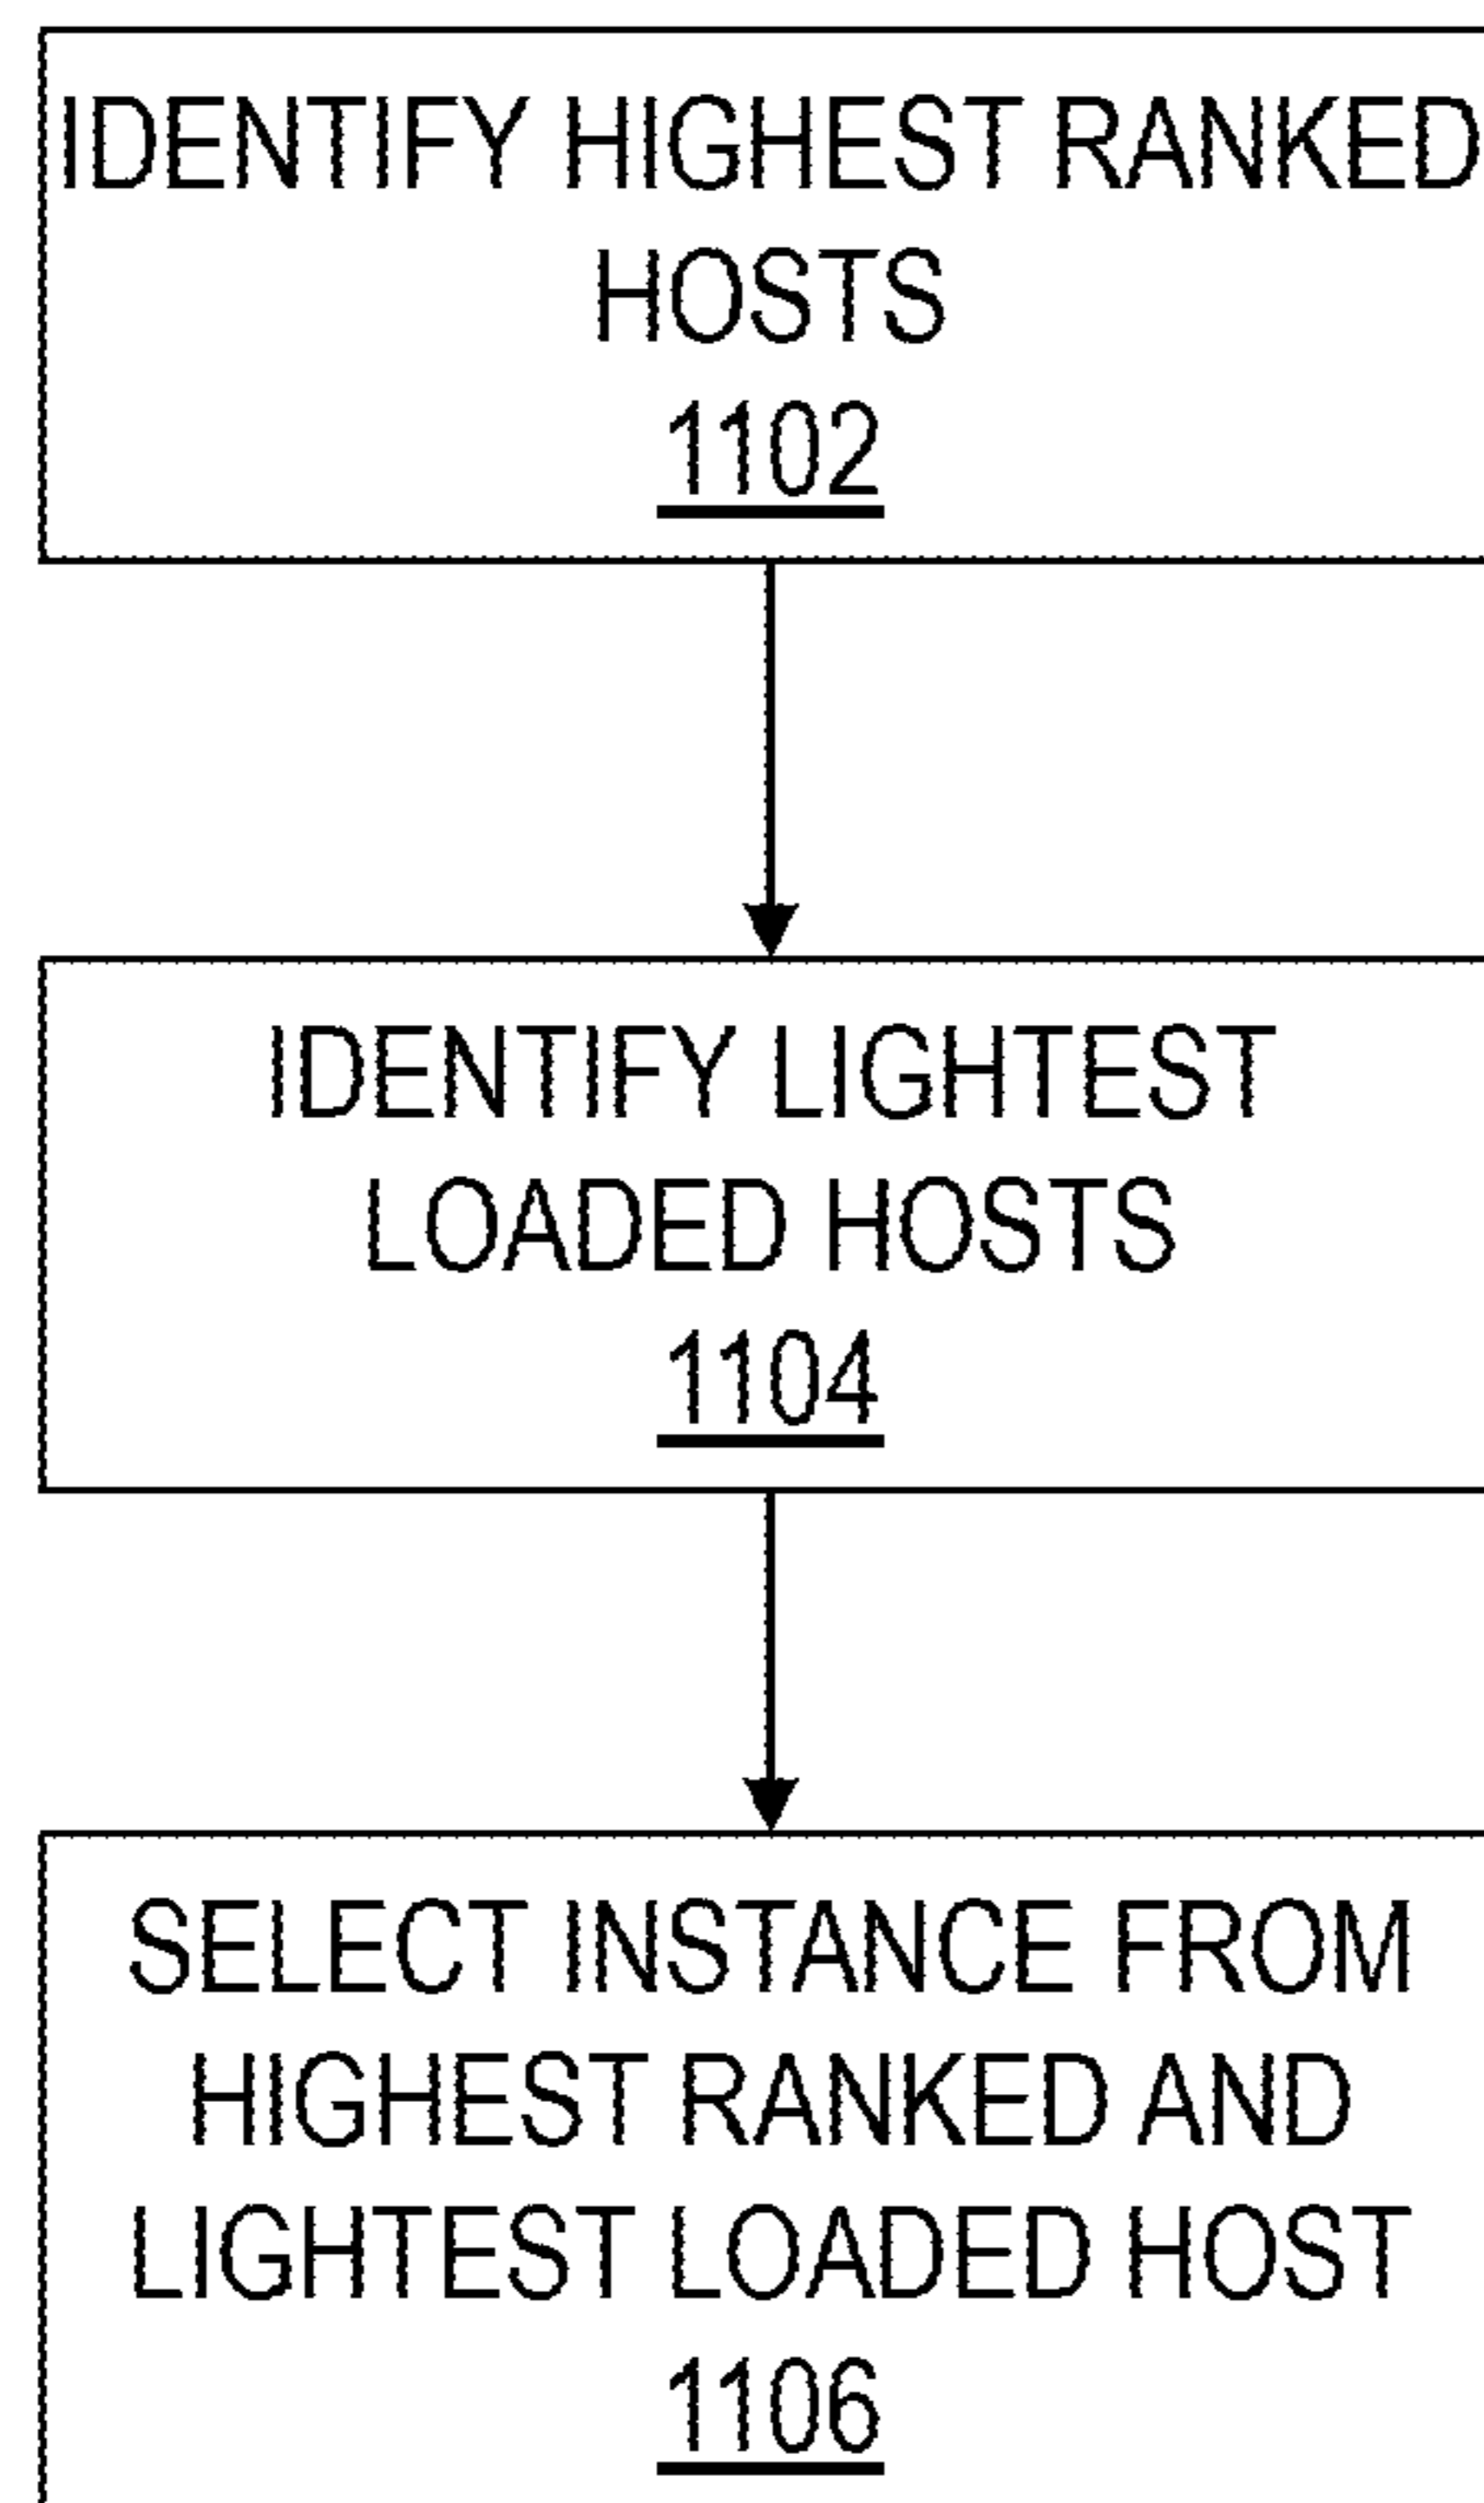 IDENTIFY HIGHEST RANKED
HOSTS
1102
IDENTIFY LIGHTEST
LOADED HOSTS
1104
SELECT INSTANCE FROM
HIGHEST RANKED AND
LIGHTEST LOADED HOST
1106